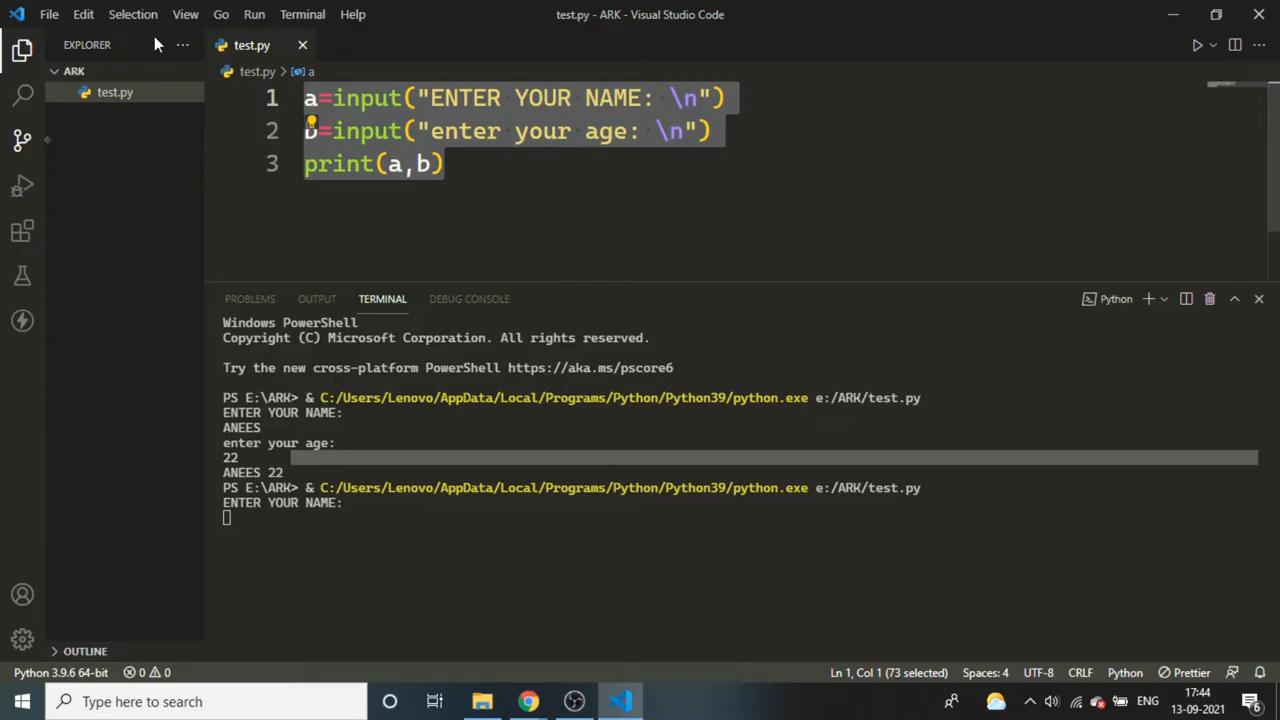 File Edit Selection View Go Run Terminal Help test.py - ARK - Visual Studio Code
EXPLORER
ARK
test.py
test.py
test.py > a
1 a=input("ENTER YOUR NAME: \n")
2 b=input("enter your age: \n")
3 print(a,b)
PROBLEMS OUTPUT TERMINAL DEBUG CONSOLE Python
Windows PowerShell
Copyright (C) Microsoft Corporation. All rights reserved.
Try the new cross-platform PowerShell https://aka.ms/pscore6
PS E:\ARK> & C:/Users/Lenovo/AppData/Local/Programs/Python/Python39/python.exe e:/ARK/test.py
ENTER YOUR NAME:
ANEES
enter your age:
22
ANEES 22
PS E:\ARK> & C:/Users/Lenovo/AppData/Local/Programs/Python/Python39/python.exe e:/ARK/test.py
ENTER YOUR NAME:
OUTLINE
Python 3.9.6 64-bit 0 0 Ln 1, Col 1 (73 selected) Spaces: 4 UTF-8 CRLF Python Prettier
Type here to search ENG 17:44 13-09-2021 6